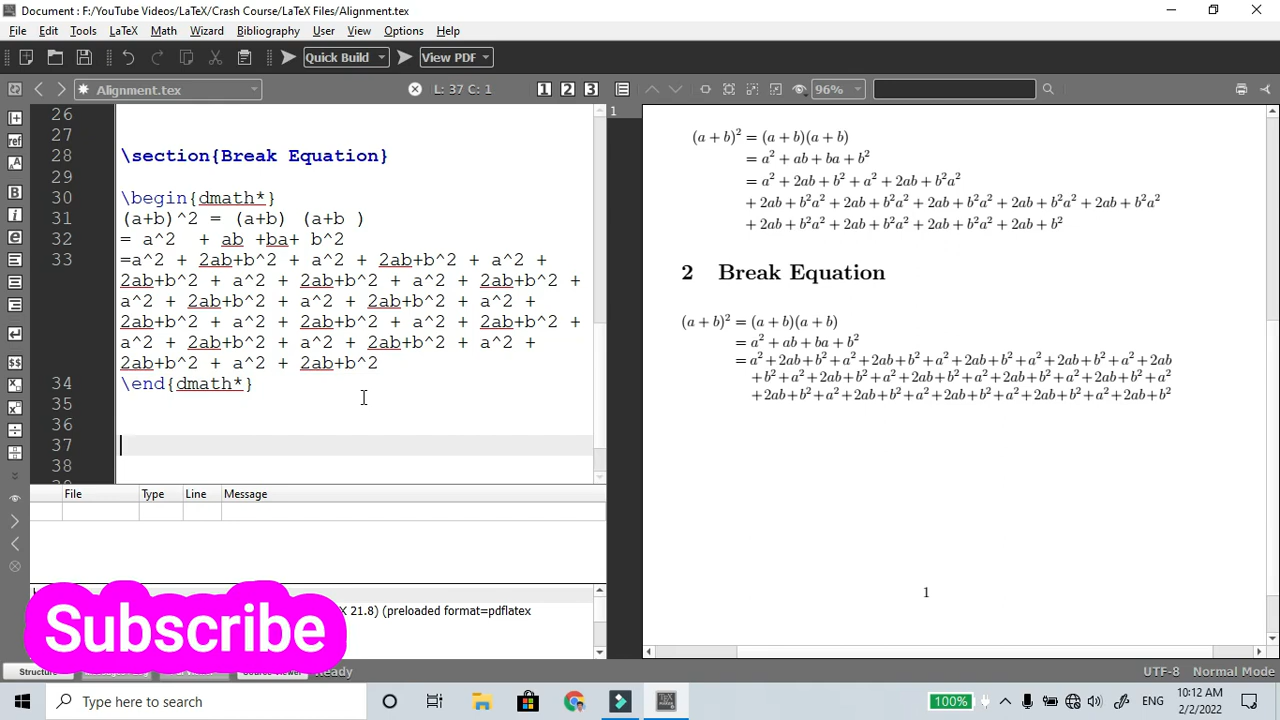 Document : F:/YouTube Videos/LaTeX/Crash Course/LaTeX Files/Alignment.tex
File Edit Tools LaTeX Math Wizard Bibliography User View Options Help
Quick Build View PDF
Alignment.tex L: 37 C: 1 1 2 3 96%
26
27
28 \section{Break Equation}
29
30 \begin{dmath*}
31 (a+b)^2 = (a+b) (a+b )
32 = a^2 + ab +ba+ b^2
33 =a^2 + 2ab+b^2 + a^2 + 2ab+b^2 + a^2 +
2ab+b^2 + a^2 + 2ab+b^2 + a^2 + 2ab+b^2 +
a^2 + 2ab+b^2 + a^2 + 2ab+b^2 + a^2 +
2ab+b^2 + a^2 + 2ab+b^2 + a^2 + 2ab+b^2 +
a^2 + 2ab+b^2 + a^2 + 2ab+b^2 + a^2 +
2ab+b^2 + a^2 + 2ab+b^2
34 \end{dmath*}
35
36
37
38
File Type Line Message
X 21.8) (preloaded format=pdflatex
Subscribe
Structure
Ready
1
(a + b)² = (a + b)(a + b)
= a² + ab + ba + b²
= a² + 2ab + b² + a² + 2ab + b²a²
+ 2ab + b²a² + 2ab + b²a² + 2ab + b²a² + 2ab + b²a² + 2ab + b²a²
+ 2ab + b²a² + 2ab + b²a² + 2ab + b²a² + 2ab + b²
2 Break Equation
(a + b)² = (a + b)(a + b)
= a² + ab + ba + b²
= a² + 2ab + b² + a² + 2ab + b² + a² + 2ab + b² + a² + 2ab + b² + a² + 2ab
+ b² + a² + 2ab + b² + a² + 2ab + b² + a² + 2ab + b² + a² + 2ab + b² + a²
+ 2ab + b² + a² + 2ab + b² + a² + 2ab + b² + a² + 2ab + b² + a² + 2ab + b²
1
UTF-8 Normal Mode
Type here to search
100% ENG
10:12 AM
2/2/2022